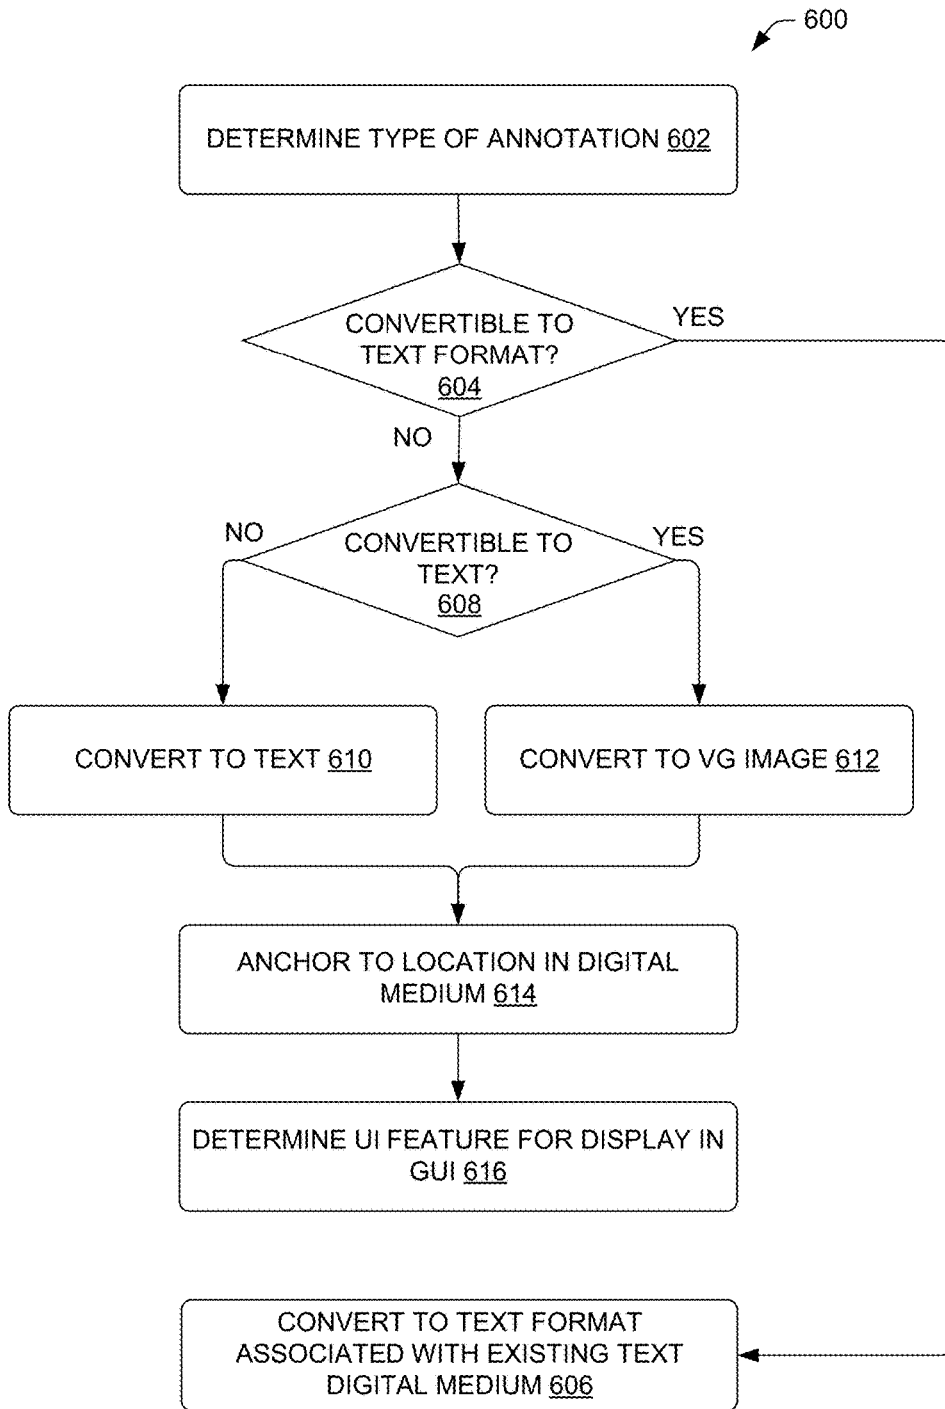 600
DETERMINE TYPE OF ANNOTATION 602
CONVERTIBLE TO
TEXT FORMAT?
604
YES
NO
CONVERTIBLE TO
TEXT?
608
NO
YES
CONVERT TO TEXT 610
CONVERT TO VG IMAGE 612
ANCHOR TO LOCATION IN DIGITAL
MEDIUM 614
DETERMINE UI FEATURE FOR DISPLAY IN
GUI 616
CONVERT TO TEXT FORMAT
ASSOCIATED WITH EXISTING TEXT
DIGITAL MEDIUM 606